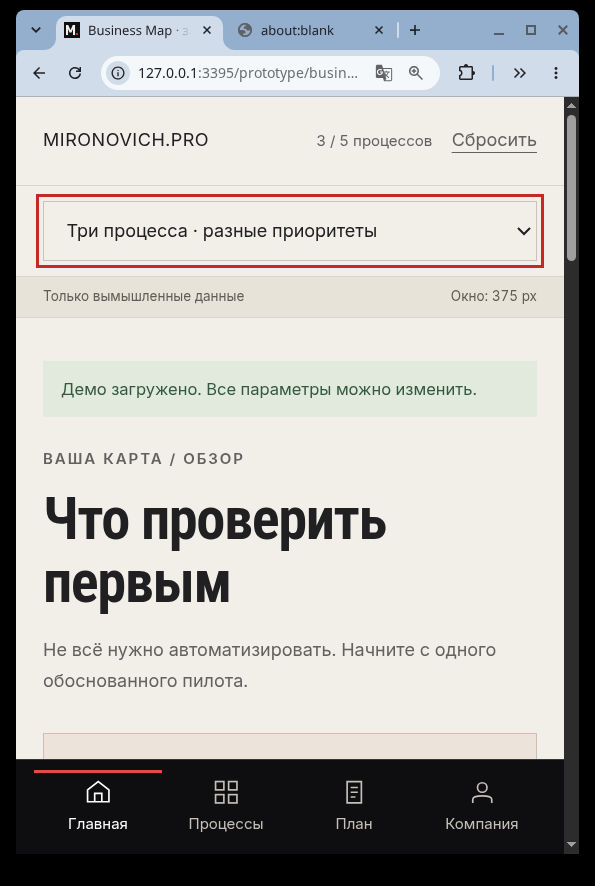 Business Map · з
about:blank
127.0.0.1:3395/prototype/busin...
MIRONOVICH.PRO
3 / 5 процессов
Сбросить
Три процесса · разные приоритеты
Только вымышленные данные
Окно: 375 px
Демо загружено. Все параметры можно изменить.
ВАША КАРТА / ОБЗОР
Что проверить
первым
Не всё нужно автоматизировать. Начните с одного
обоснованного пилота.
Главная
Процессы
План
Компания